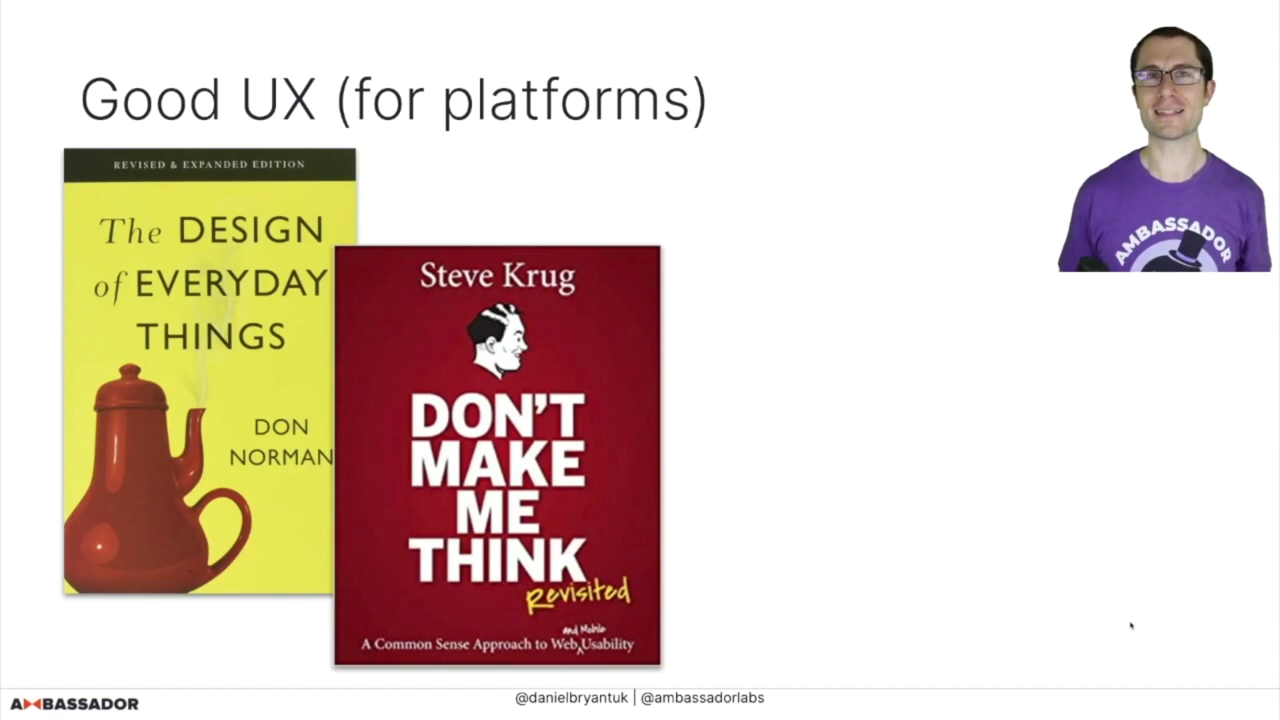 Good UX (for platforms)
REVISED & EXPANDED EDITION
The DESIGN
of EVERYDAY
THINGS
DON
NORMAN
Steve Krug
DON'T
MAKE
ME
THINK
Revisited
and Mobile
A Common Sense Approach to Web Usability
AMBASSADOR
AMBASSADOR
@danielbryantuk | @ambassadorlabs